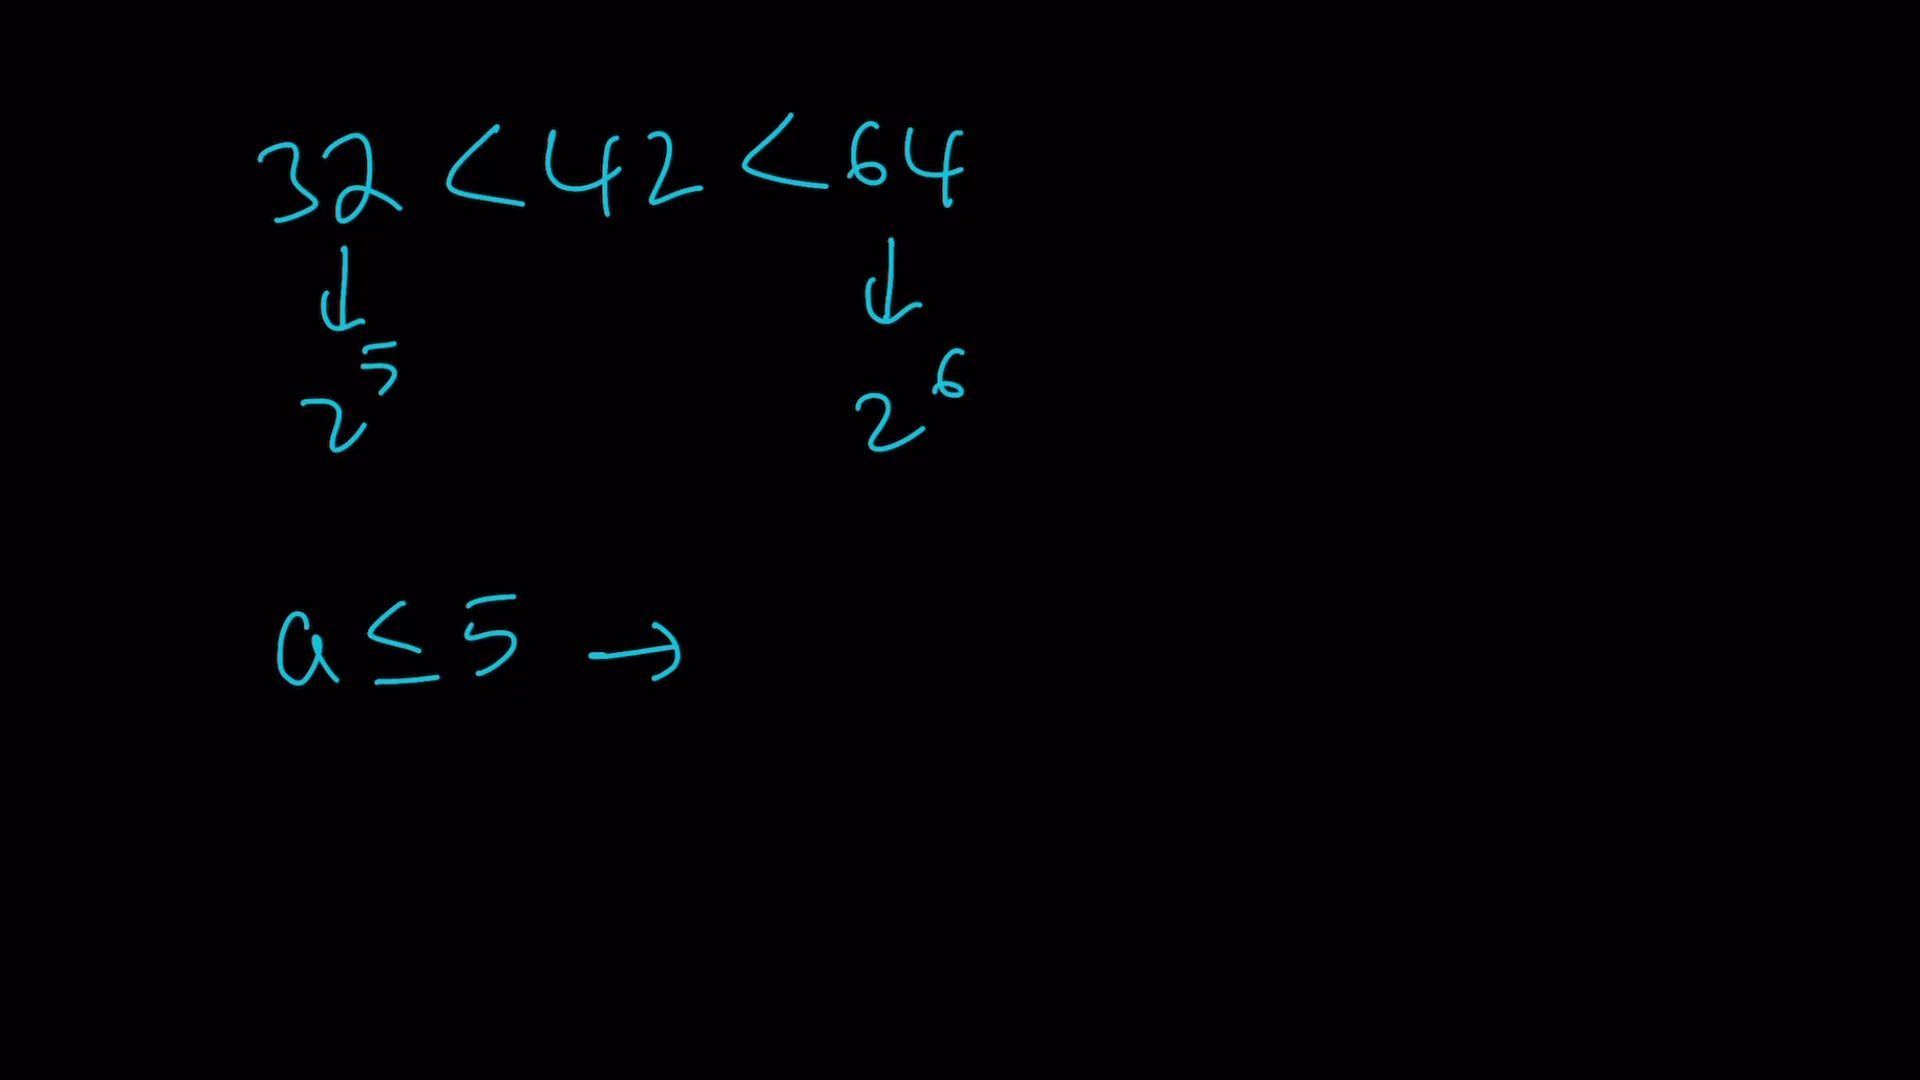 32 < 42 < 64
↓ ↓
2⁵ 2⁶
a ≤ 5 →